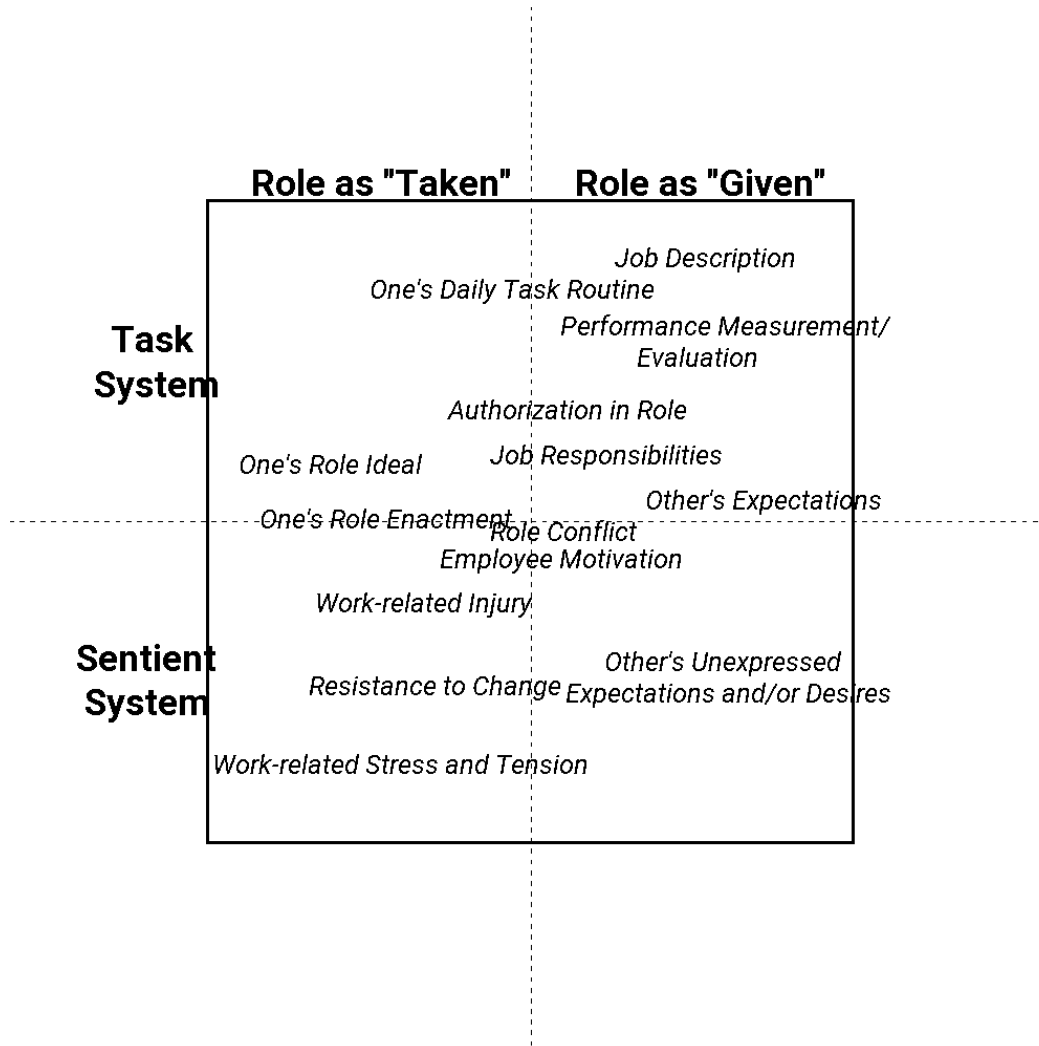 Role as "Taken"
Role as "Given"
Job Description
One's Daily Task Routine
Performance Measurement/
Evaluation
Task
System
Authorization in Role
Job Responsibilities
One's Role Ideal
Other's Expectations
One's Role Enactment
Role Conflict
Employee Motivation
Work-related Injury
Sentient
System
Other's Unexpressed
Expectations and/or Desires
Resistance to Change
Work-related Stress and Tension